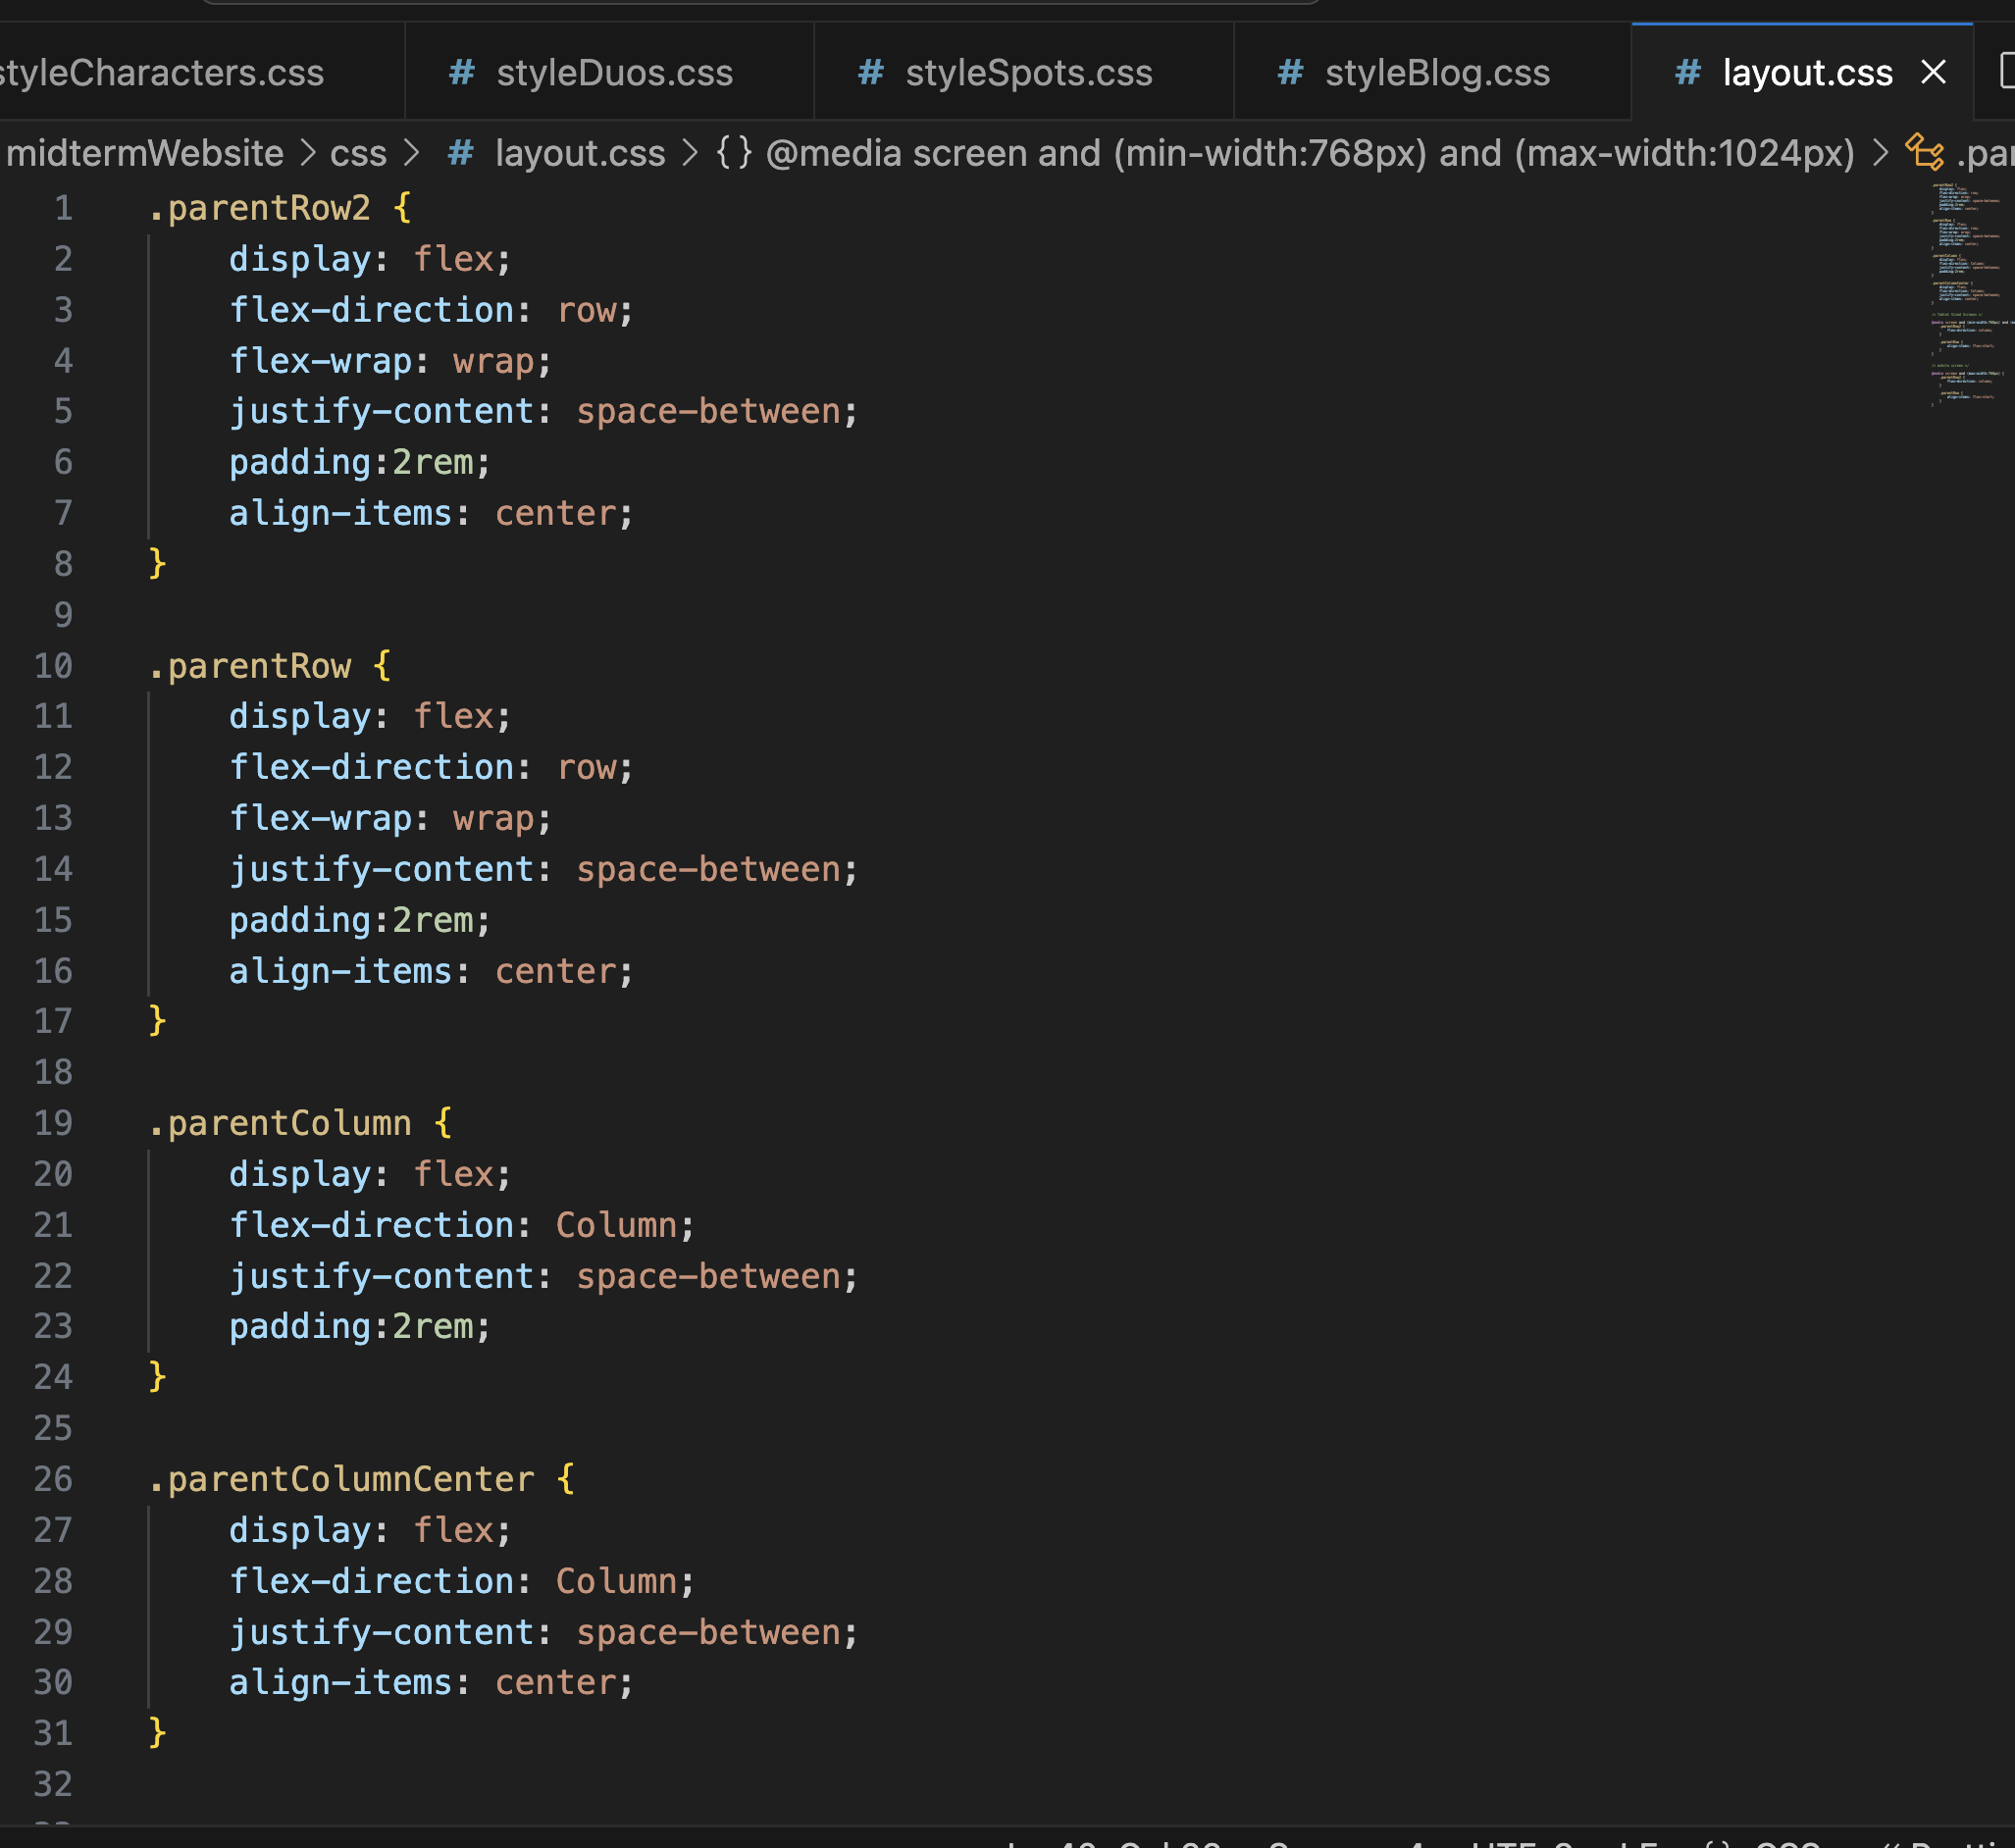 styleCharacters.css # styleDuos.css # styleSpots.css # styleBlog.css # layout.css
midtermWebsite > css > # layout.css > {} @media screen and (min-width:768px) and (max-width:1024px) >
1 .parentRow2 {
2 display: flex;
3 flex-direction: row;
4 flex-wrap: wrap;
5 justify-content: space-between;
6 padding:2rem;
7 align-items: center;
8 }
9
10 .parentRow {
11 display: flex;
12 flex-direction: row;
13 flex-wrap: wrap;
14 justify-content: space-between;
15 padding:2rem;
16 align-items: center;
17 }
18
19 .parentColumn {
20 display: flex;
21 flex-direction: Column;
22 justify-content: space-between;
23 padding:2rem;
24 }
25
26 .parentColumnCenter {
27 display: flex;
28 flex-direction: Column;
29 justify-content: space-between;
30 align-items: center;
31 }
32